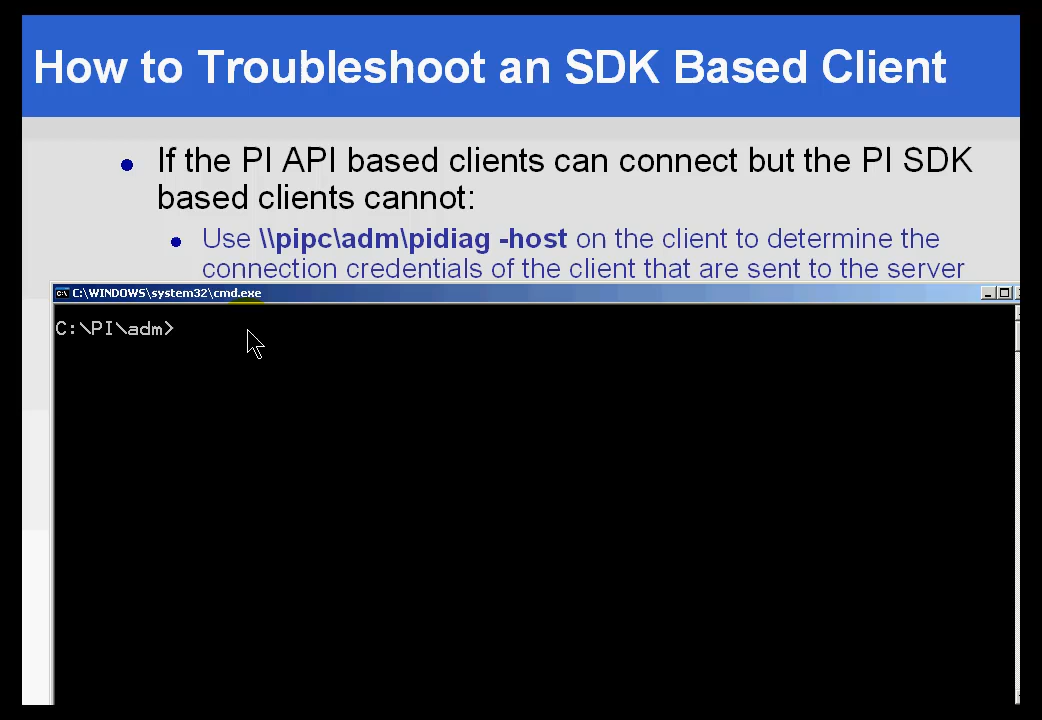 How to Troubleshoot an SDK Based Client
If the PI API based clients can connect but the PI SDK
based clients cannot:
Use \\pipc\adm\pidiag -host on the client to determine the
connection credentials of the client that are sent to the server
C:\WINDOWS\system32\cmd.exe
C:\PI\adm>